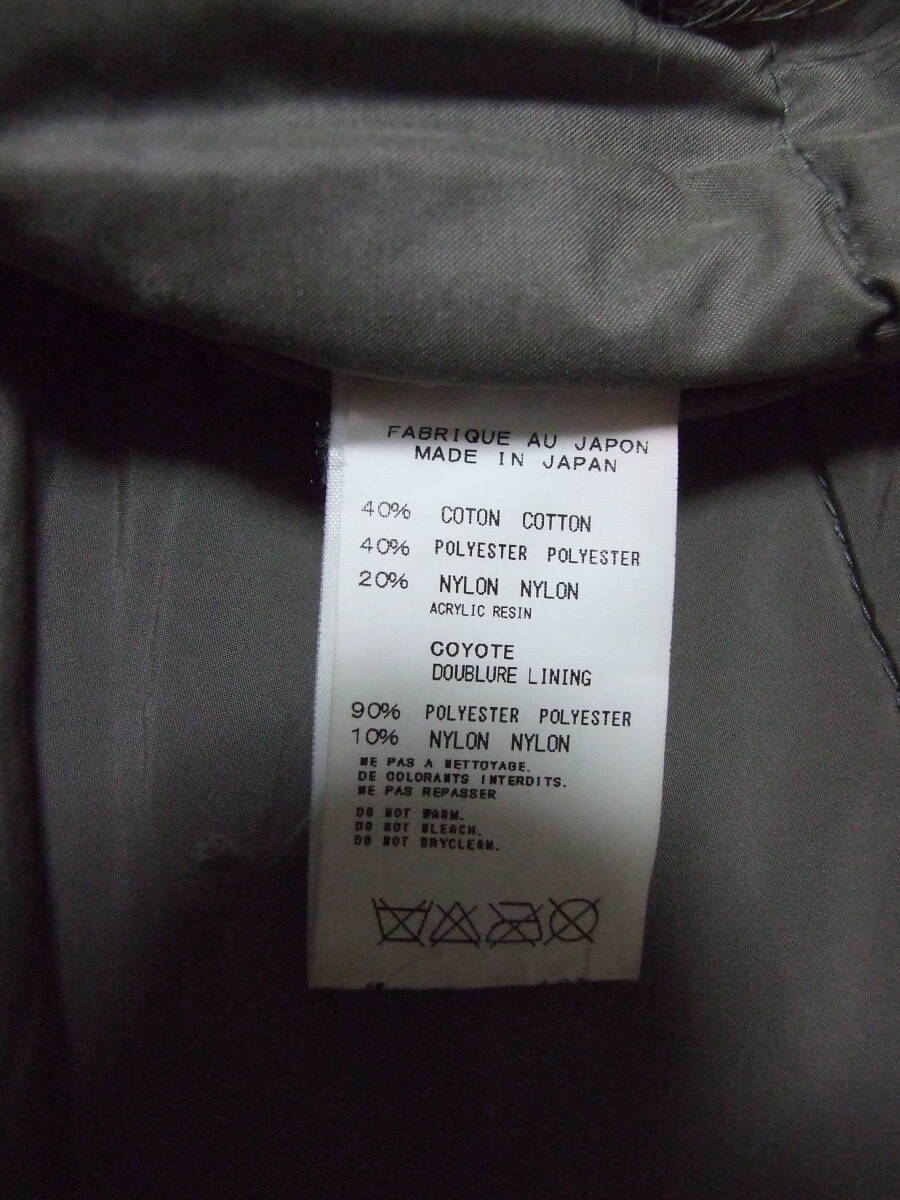 FABRIQUE AU JAPON
MADE IN JAPAN
40% COTON COTTON
40% POLYESTER POLYESTER
20% NYLON NYLON
ACRYLIC RESIN
COYOTE
DOUBLURE LINING
90% POLYESTER POLYESTER
10% NYLON NYLON
NE PAS A NETTOYAGE.
DE COLORANTS INTERDITS.
NE PAS REPASSER
DO NOT WARM.
DO NOT BLEACH.
DO NOT DRYCLEAN.